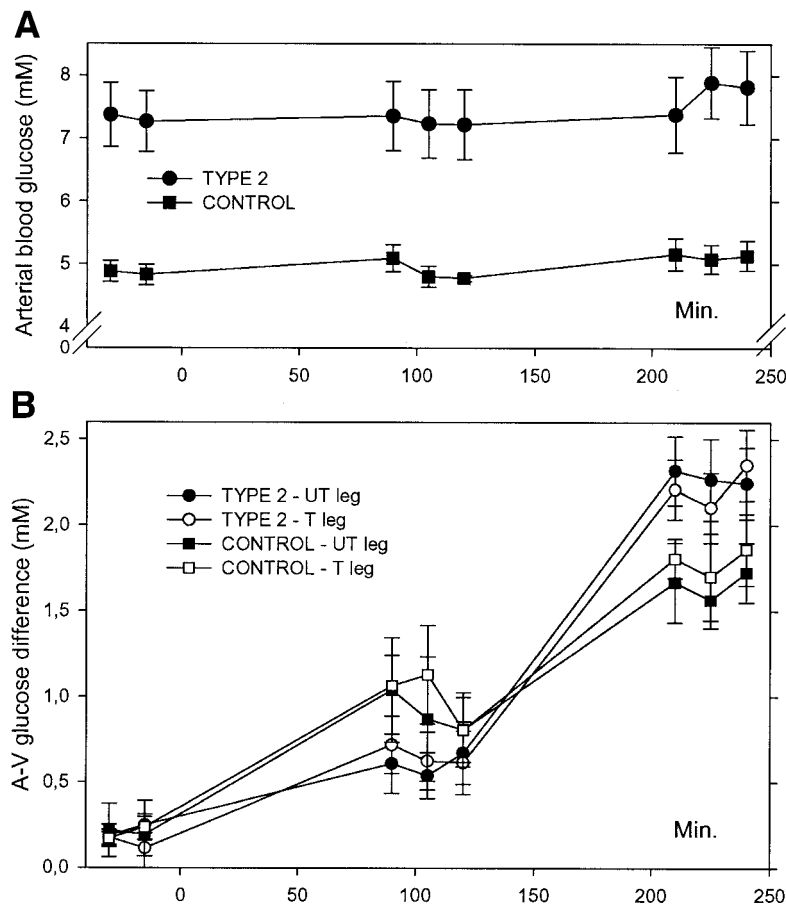 A
Arterial blood glucose (mM)
8
7
6
5
4
0
TYPE 2
CONTROL
Min.
0 50 100 150 200 250
B
A-V glucose difference (mM)
2,5
2,0
1,5
1,0
0,5
0,0
TYPE 2 - UT leg
TYPE 2 - T leg
CONTROL - UT leg
CONTROL - T leg
Min.
0 50 100 150 200 250